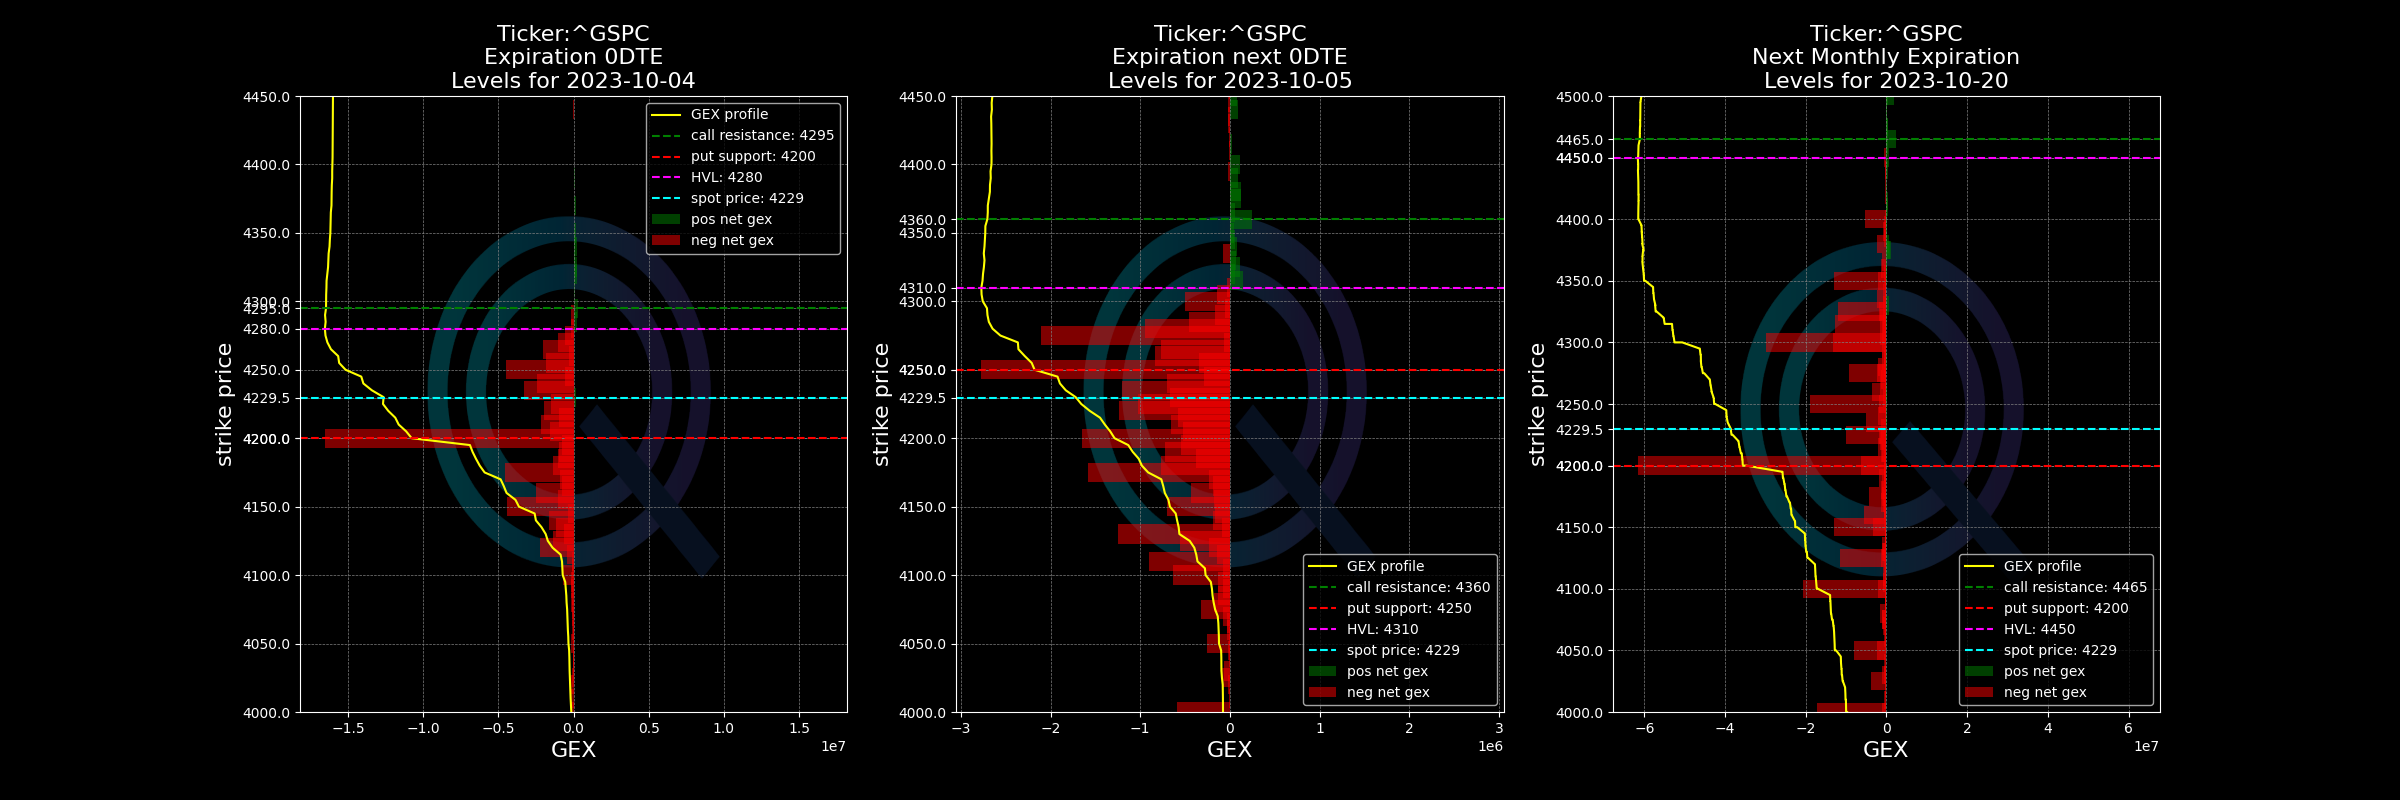 Ticker:^GSPC
Expiration 0DTE
Levels for 2023-10-04
4450.0
4400.0
4350.0
4300.0
4295.0
4280.0
4250.0
4229.5
4200.0
4150.0
4100.0
4050.0
4000.0
strike price
−1.5
−1.0
−0.5
0.0
0.5
1.0
1.5
1e7
GEX
GEX profile
call resistance: 4295
put support: 4200
HVL: 4280
spot price: 4229
pos net gex
neg net gex
Ticker:^GSPC
Expiration next 0DTE
Levels for 2023-10-05
4450.0
4400.0
4360.0
4350.0
4310.0
4300.0
4250.0
4229.5
4200.0
4150.0
4100.0
4050.0
4000.0
strike price
−3
−2
−1
0
1
2
3
1e6
GEX
GEX profile
call resistance: 4360
put support: 4250
HVL: 4310
spot price: 4229
pos net gex
neg net gex
Ticker:^GSPC
Next Monthly Expiration
Levels for 2023-10-20
4500.0
4465.0
4450.0
4400.0
4350.0
4300.0
4250.0
4229.5
4200.0
4150.0
4100.0
4050.0
4000.0
strike price
−6
−4
−2
0
2
4
6
1e7
GEX
GEX profile
call resistance: 4465
put support: 4200
HVL: 4450
spot price: 4229
pos net gex
neg net gex